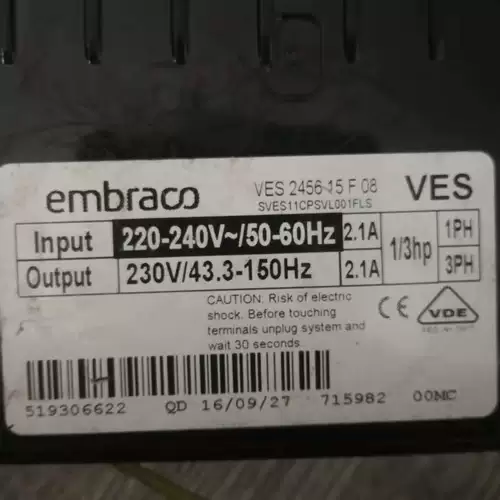 embraco VES 2456 15 F 08 VES
SVES11CPSVL001FLS
Input 220-240V~/50-60Hz 2.1A 1/3hp 1PH
Output 230V/43.3-150Hz 2.1A 3PH
CAUTION: Risk of electric
shock. Before touching
terminals unplug system and
wait 30 seconds.
CE VDE
519306622 QD 16/09/27 715982 00MC